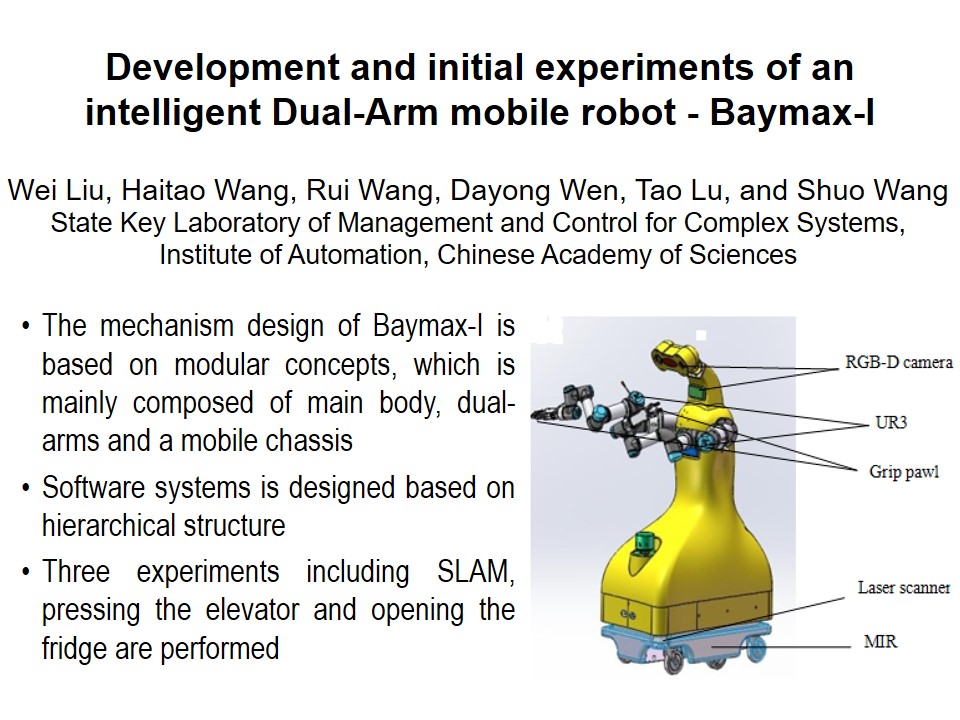 Development and initial experiments of an
intelligent Dual-Arm mobile robot - Baymax-I
Wei Liu, Haitao Wang, Rui Wang, Dayong Wen, Tao Lu, and Shuo Wang
State Key Laboratory of Management and Control for Complex Systems,
Institute of Automation, Chinese Academy of Sciences
• The mechanism design of Baymax-I is
based on modular concepts, which is
mainly composed of main body, dual-
arms and a mobile chassis
• Software systems is designed based on
hierarchical structure
• Three experiments including SLAM,
pressing the elevator and opening the
fridge are performed
RGB-D camera
UR3
Grip pawl
Laser scanner
MIR